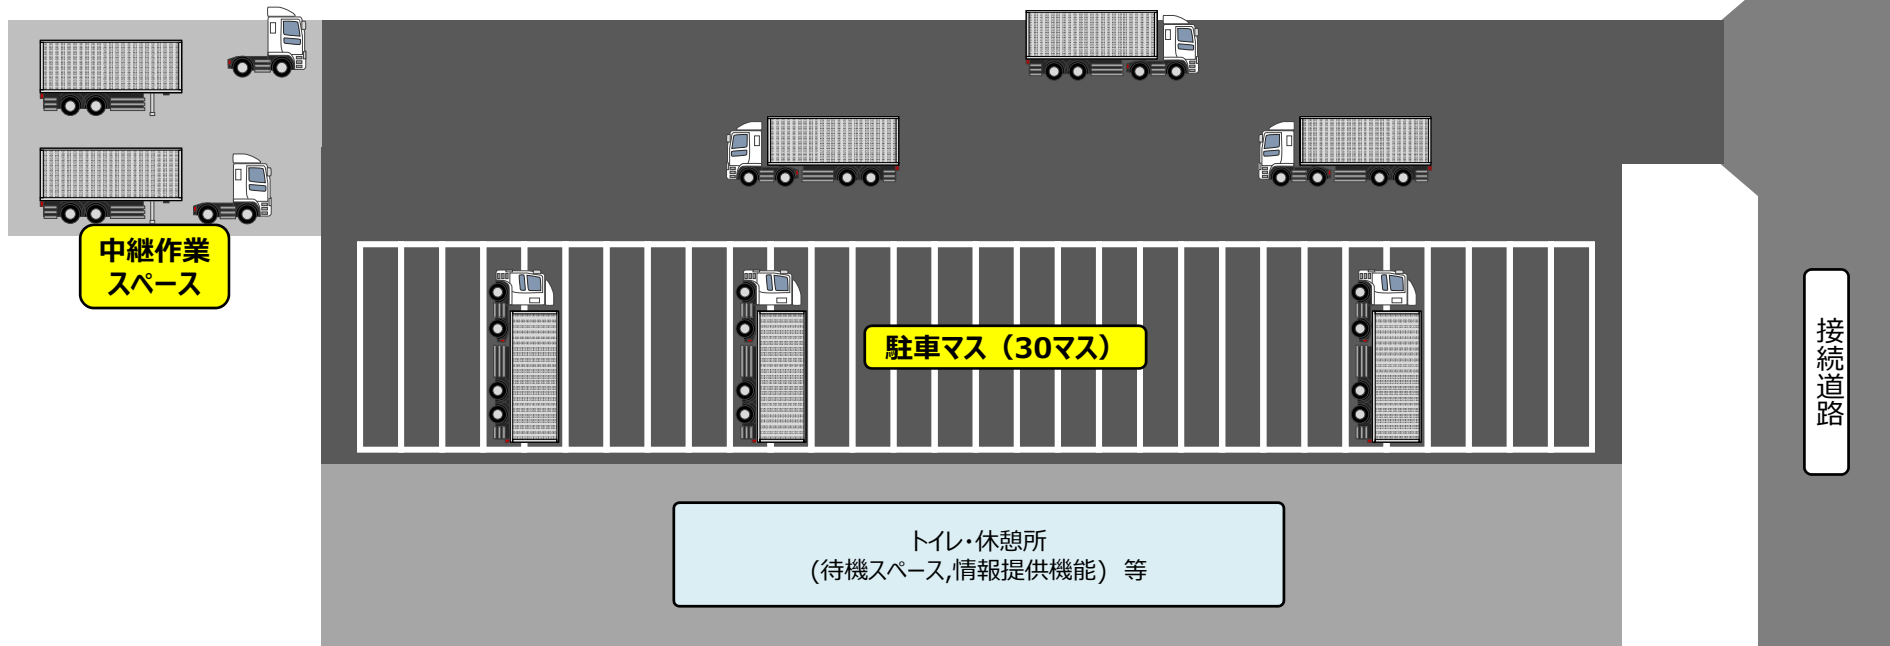 中継作業
スペース
駐車マス（30マス）
接続道路
トイレ・休憩所
(待機スペース,情報提供機能) 等